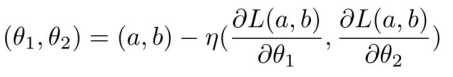 (θ₁, θ₂) = (a, b) − η(∂L(a, b)/∂θ₁, ∂L(a, b)/∂θ₂)